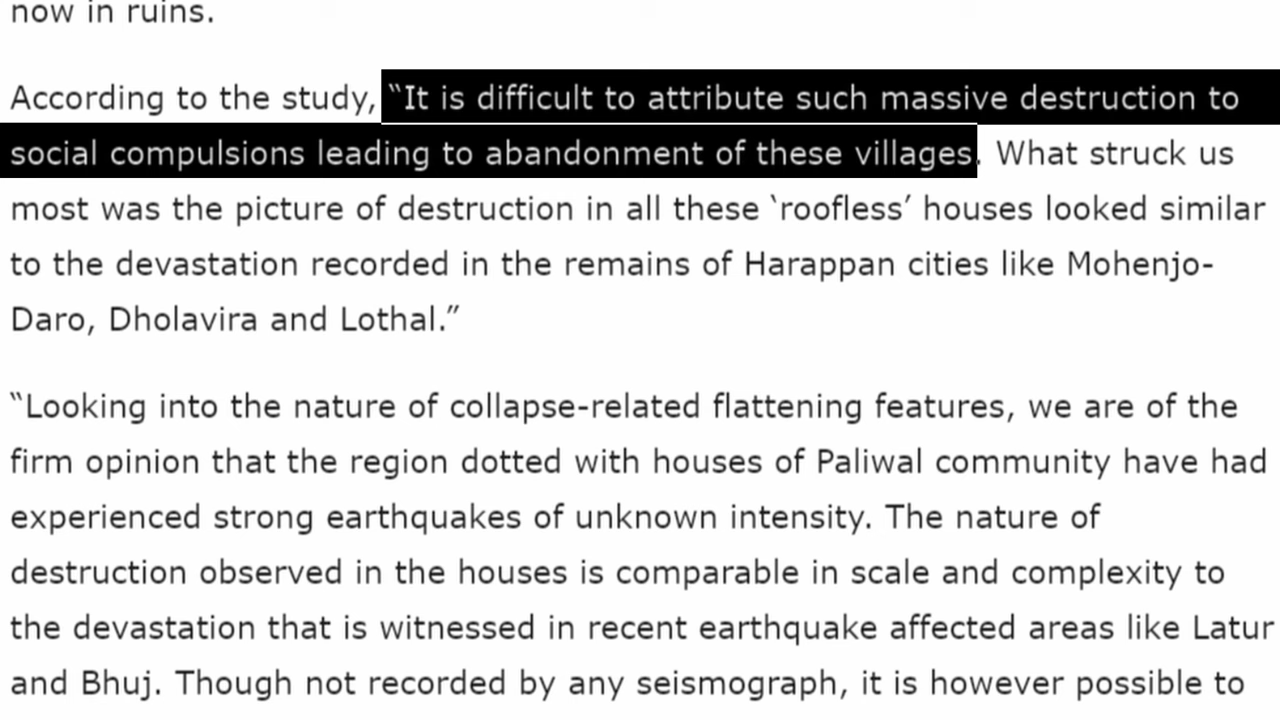 now in ruins.
According to the study, “It is difficult to attribute such massive destruction to
social compulsions leading to abandonment of these villages. What struck us
most was the picture of destruction in all these ‘roofless’ houses looked similar
to the devastation recorded in the remains of Harappan cities like Mohenjo-
Daro, Dholavira and Lothal.”
“Looking into the nature of collapse-related flattening features, we are of the
firm opinion that the region dotted with houses of Paliwal community have had
experienced strong earthquakes of unknown intensity. The nature of
destruction observed in the houses is comparable in scale and complexity to
the devastation that is witnessed in recent earthquake affected areas like Latur
and Bhuj. Though not recorded by any seismograph, it is however possible to